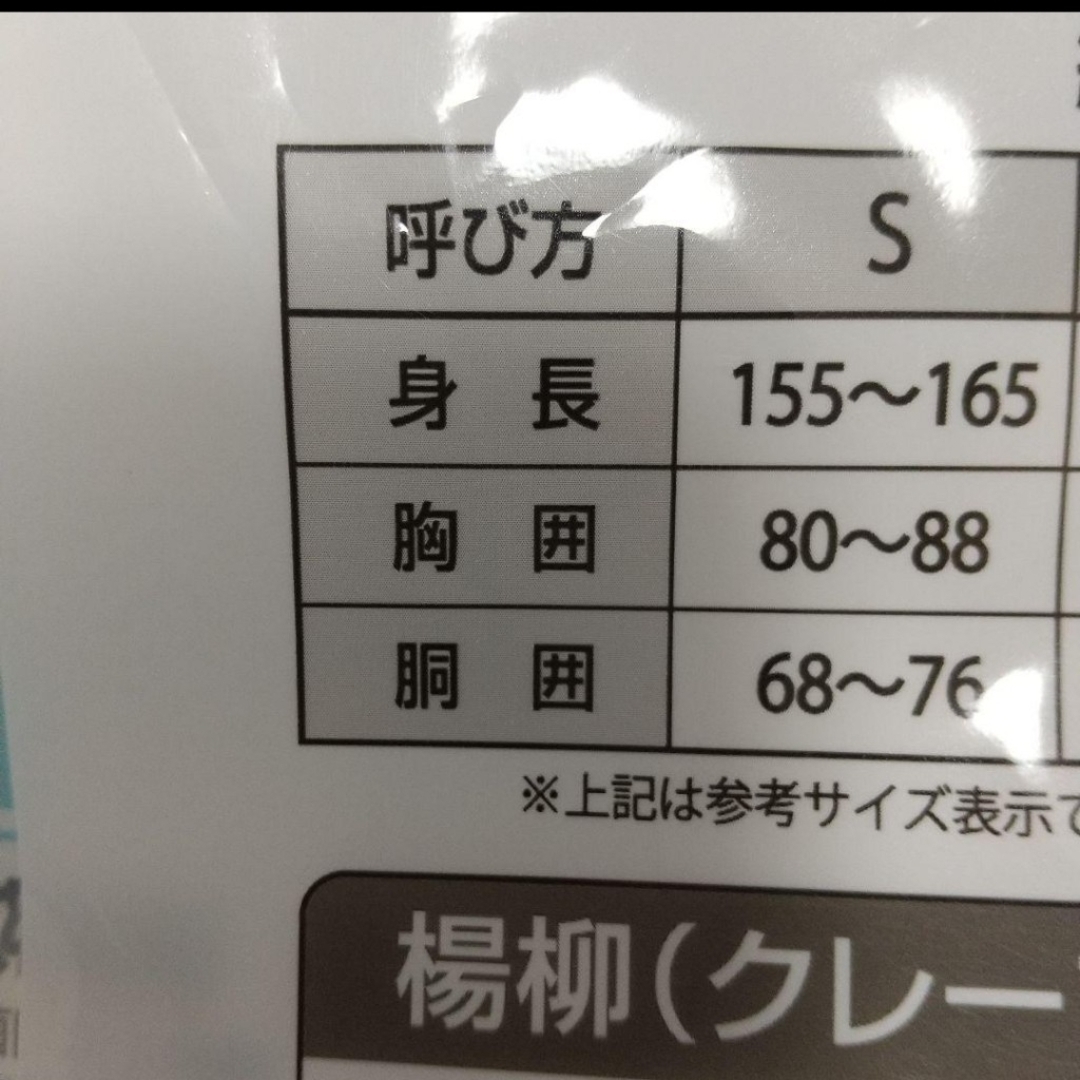 呼び方 S
身 長 155〜165
胸 囲 80〜88
胴 囲 68〜76
※上記は参考サイズ表示で
楊柳(クレー